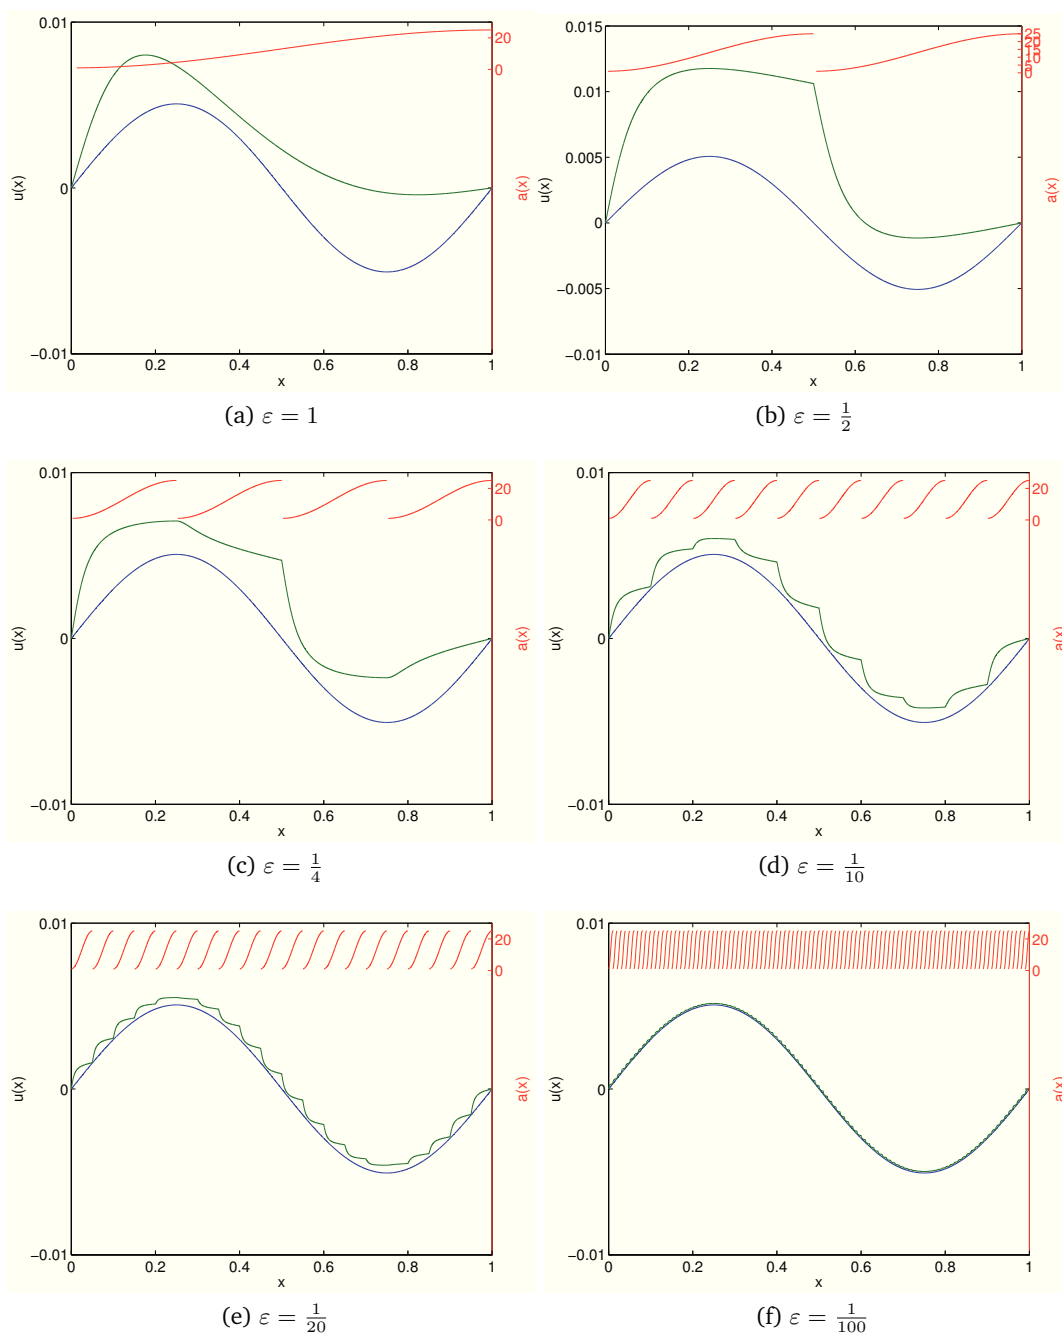 0.01
0
−0.01
u(x)
20
0
a(x)
0 0.2 0.4 0.6 0.8 1
x
(a) ε = 1
0.015
0.01
0.005
0
−0.005
−0.01
u(x)
25
20
15
10
5
0
a(x)
0 0.2 0.4 0.6 0.8 1
x
(b) ε = 1/2
0.01
0
−0.01
u(x)
20
0
a(x)
0 0.2 0.4 0.6 0.8 1
x
(c) ε = 1/4
0.01
0
−0.01
u(x)
20
0
a(x)
0 0.2 0.4 0.6 0.8 1
x
(d) ε = 1/10
0.01
0
−0.01
u(x)
20
0
a(x)
0 0.2 0.4 0.6 0.8 1
x
(e) ε = 1/20
0.01
0
−0.01
u(x)
20
0
a(x)
0 0.2 0.4 0.6 0.8 1
x
(f) ε = 1/100